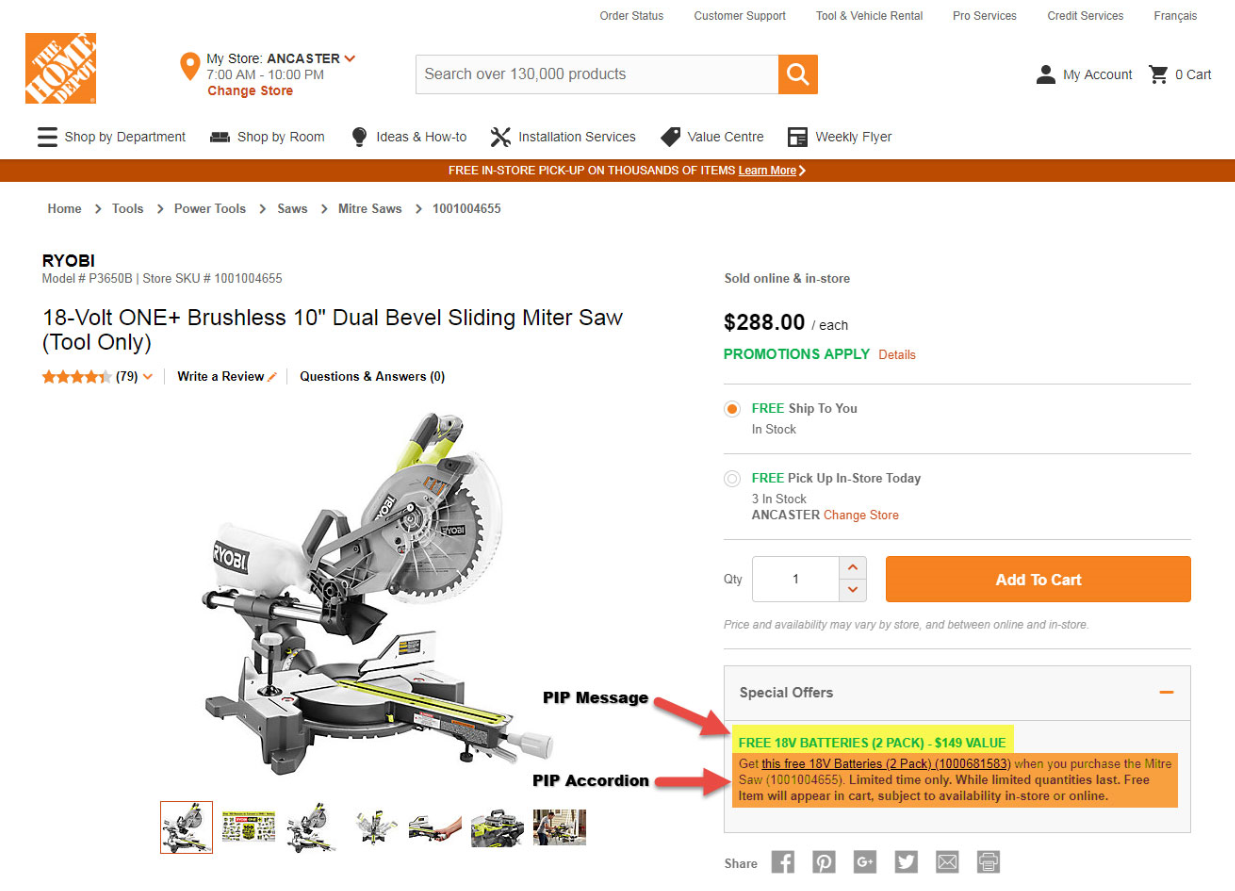 Order Status Customer Support Tool & Vehicle Rental Pro Services Credit Services Français
THE HOME DEPOT
My Store: ANCASTER
7:00 AM - 10:00 PM
Change Store
Search over 130,000 products
My Account 0 Cart
Shop by Department Shop by Room Ideas & How-to Installation Services Value Centre Weekly Flyer
FREE IN-STORE PICK-UP ON THOUSANDS OF ITEMS Learn More
Home > Tools > Power Tools > Saws > Mitre Saws > 1001004655
RYOBI
Model # P3650B | Store SKU # 1001004655
18-Volt ONE+ Brushless 10" Dual Bevel Sliding Miter Saw
(Tool Only)
(79) Write a Review Questions & Answers (0)
RYOBI
RYOBI
RYOBI
Sold online & in-store
$288.00 / each
PROMOTIONS APPLY Details
FREE Ship To You
In Stock
FREE Pick Up In-Store Today
3 In Stock
ANCASTER Change Store
Qty 1 Add To Cart
Price and availability may vary by store, and between online and in-store.
Special Offers
PIP Message
FREE 18V BATTERIES (2 PACK) - $149 VALUE
PIP Accordion
Get this free 18V Batteries (2 Pack) (1000681583) when you purchase the Mitre
Saw (1001004655). Limited time only. While limited quantities last. Free
Item will appear in cart, subject to availability in-store or online.
Share